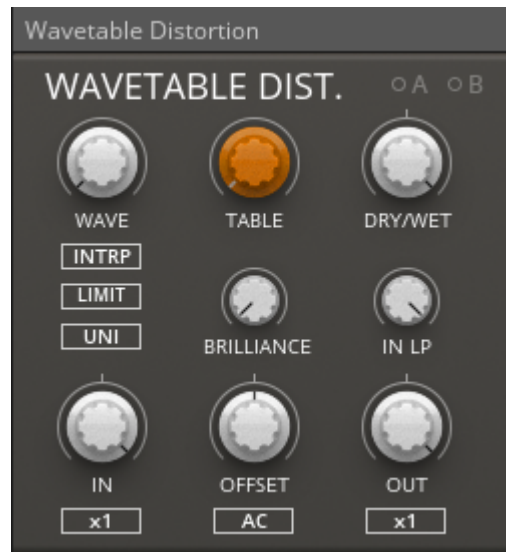 Wavetable Distortion
WAVETABLE DIST. A B
WAVE TABLE DRY/WET
INTRP
LIMIT
UNI
BRILLIANCE IN LP
IN OFFSET OUT
x1 AC x1